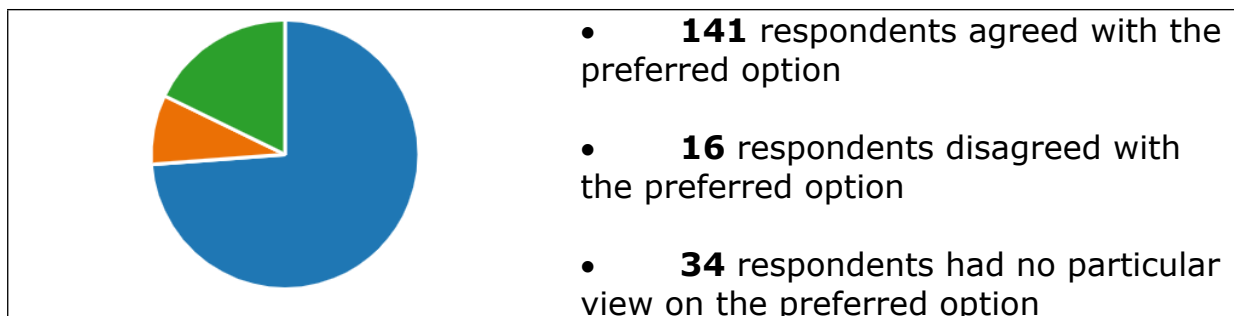 • 141 respondents agreed with the
preferred option
• 16 respondents disagreed with
the preferred option
• 34 respondents had no particular
view on the preferred option